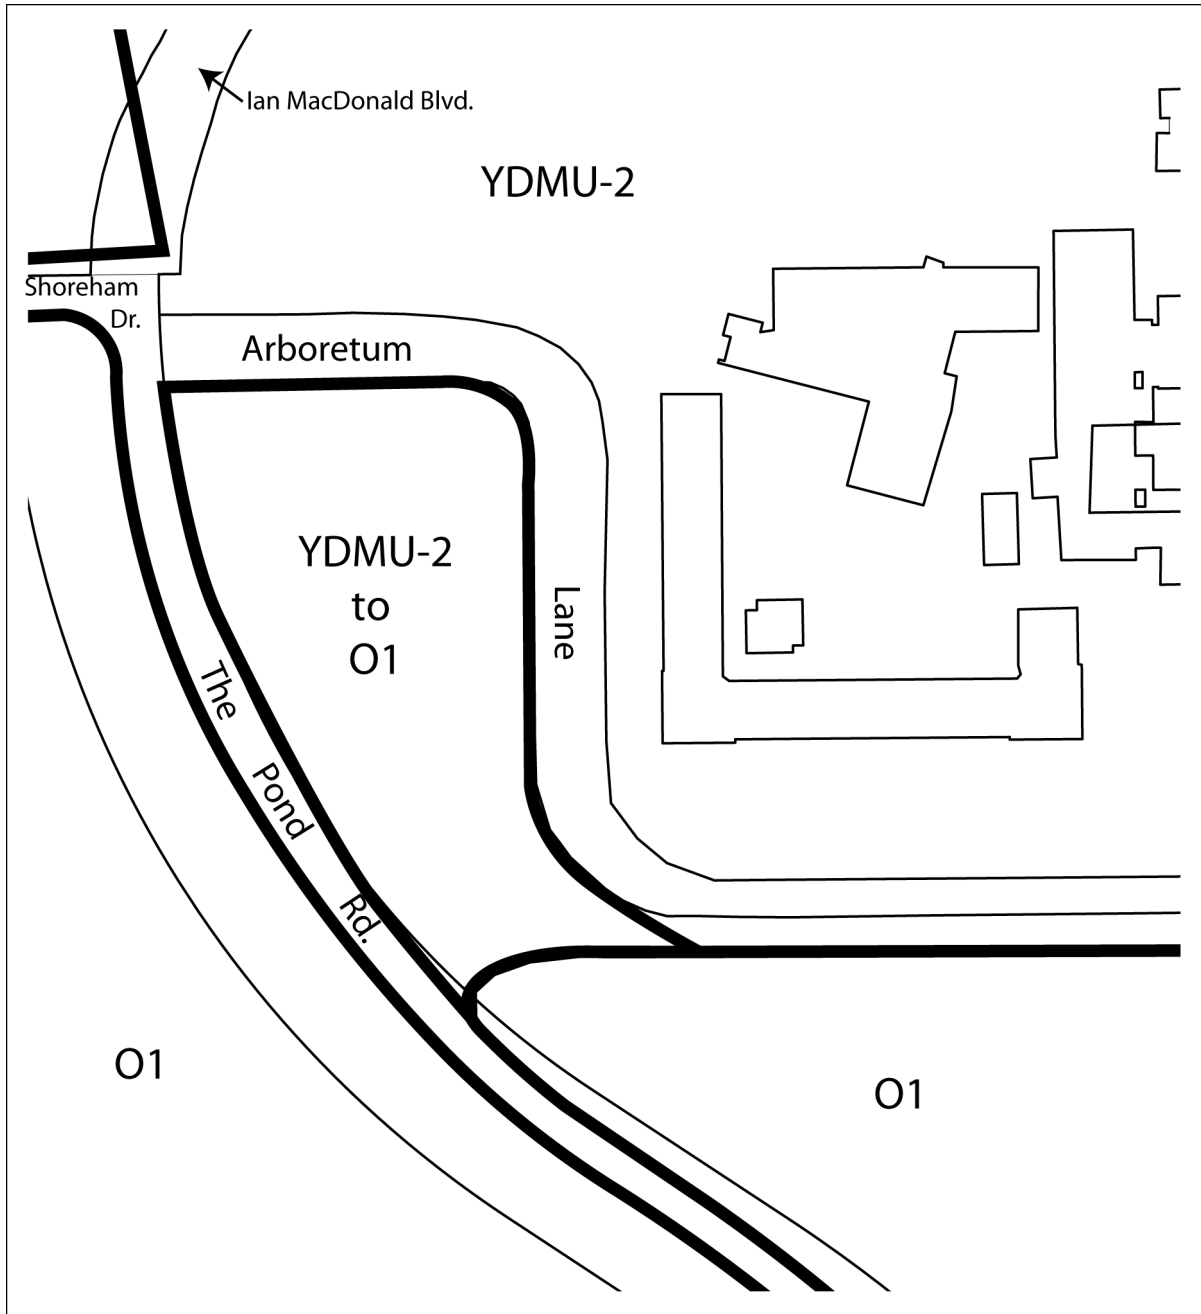 Ian MacDonald Blvd.
YDMU-2
Shoreham
Dr.
Arboretum
YDMU-2
to
O1
Lane
The Pond Rd.
O1
O1